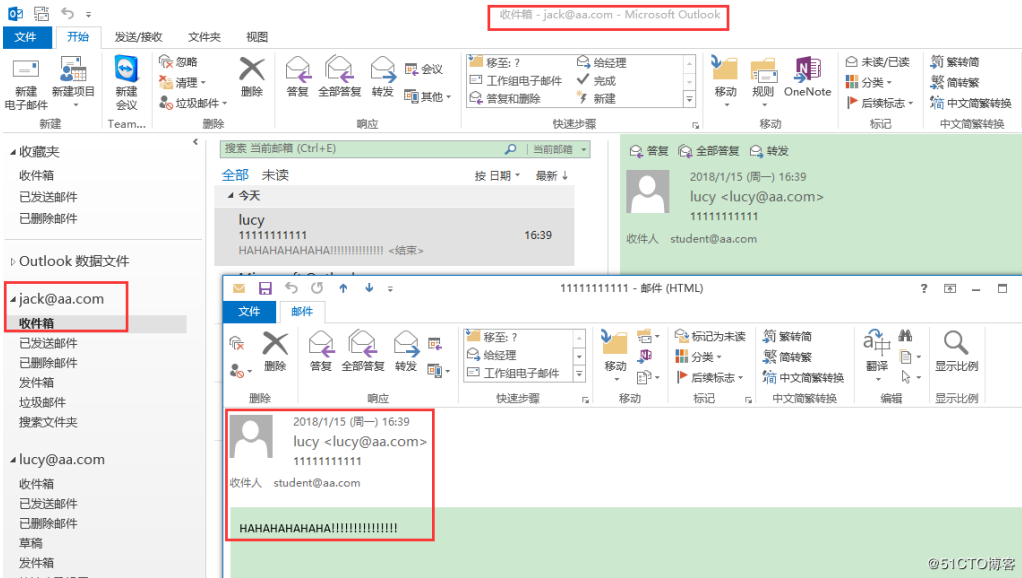 收件箱 - jack@aa.com - Microsoft Outlook
文件 开始 发送/接收 文件夹 视图
新建
电子邮件
新建项目
新建
会议
忽略
清理
垃圾邮件
删除
答复
全部答复
转发
会议
其他
移至: ?
工作组电子邮件
答复和删除
给经理
完成
新建
移动
规则
OneNote
未读/已读
分类
后续标志
繁转简
简转繁
中文简繁转换
新建 Team... 删除 响应 快速步骤 移动 标记 中文简繁转换
收藏夹
收件箱
已发送邮件
已删除邮件
Outlook 数据文件
jack@aa.com
收件箱
已发送邮件
已删除邮件
发件箱
垃圾邮件
搜索文件夹
lucy@aa.com
收件箱
已发送邮件
已删除邮件
草稿
发件箱
搜索 当前邮箱 (Ctrl+E) 当前邮箱
全部 未读 按 日期 最新 ↓
今天
lucy
11111111111 16:39
HAHAHAHAHAHA!!!!!!!!!!!!!!! <结束>
答复 全部答复 转发
2018/1/15 (周一) 16:39
lucy <lucy@aa.com>
11111111111
收件人 student@aa.com
11111111111 - 邮件 (HTML) ?
文件 邮件
删除
答复
全部答复
转发
移至: ?
给经理
工作组电子邮件
移动
标记为未读
分类
后续标志
繁转简
简转繁
中文简繁转换
翻译
显示比例
删除 响应 快速步骤 移动 标记 中文简繁转换 编辑 显示比例
2018/1/15 (周一) 16:39
lucy <lucy@aa.com>
11111111111
收件人 student@aa.com
HAHAHAHAHAHA!!!!!!!!!!!!!!!
@51CTO博客